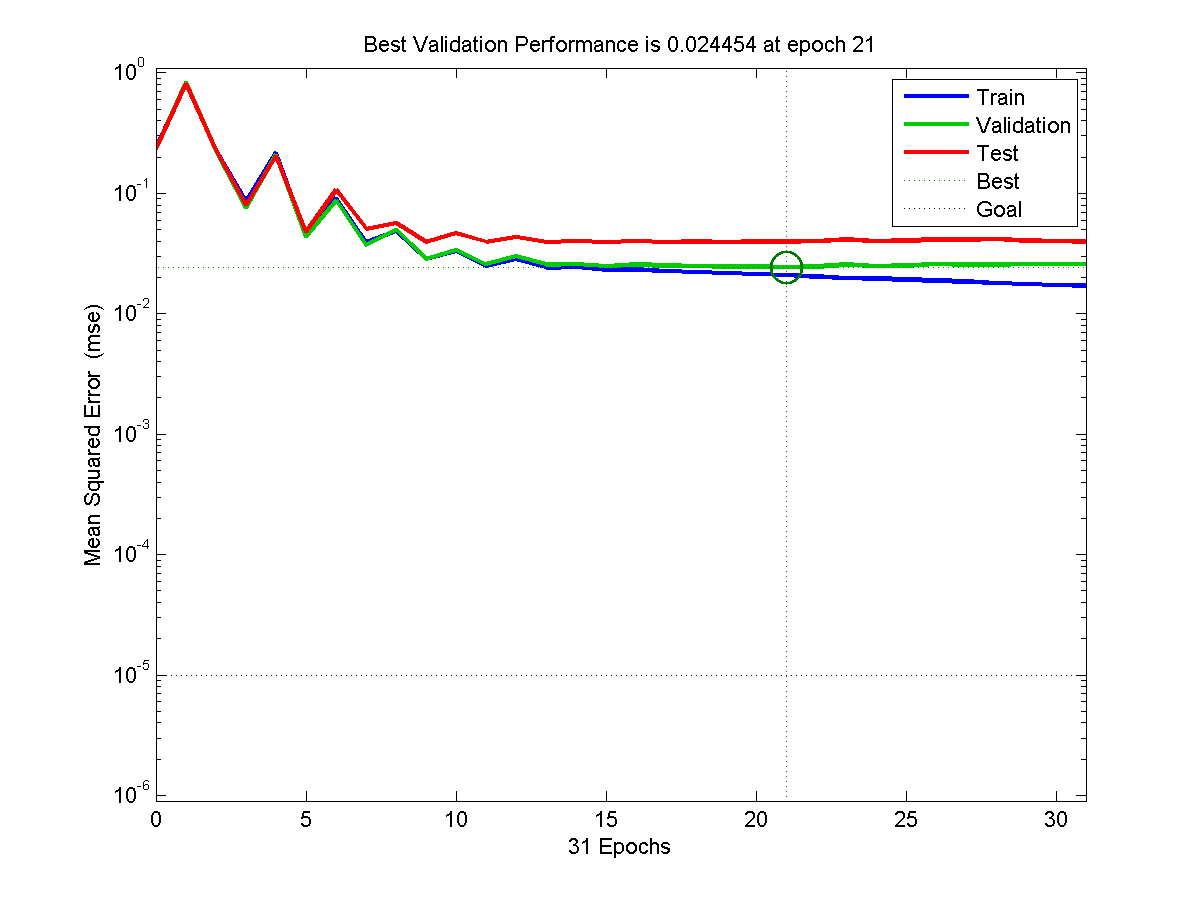 Best Validation Performance is 0.024454 at epoch 21
Mean Squared Error (mse)
10^0
10^-1
10^-2
10^-3
10^-4
10^-5
10^-6
Train
Validation
Test
Best
Goal
0 5 10 15 20 25 30
31 Epochs